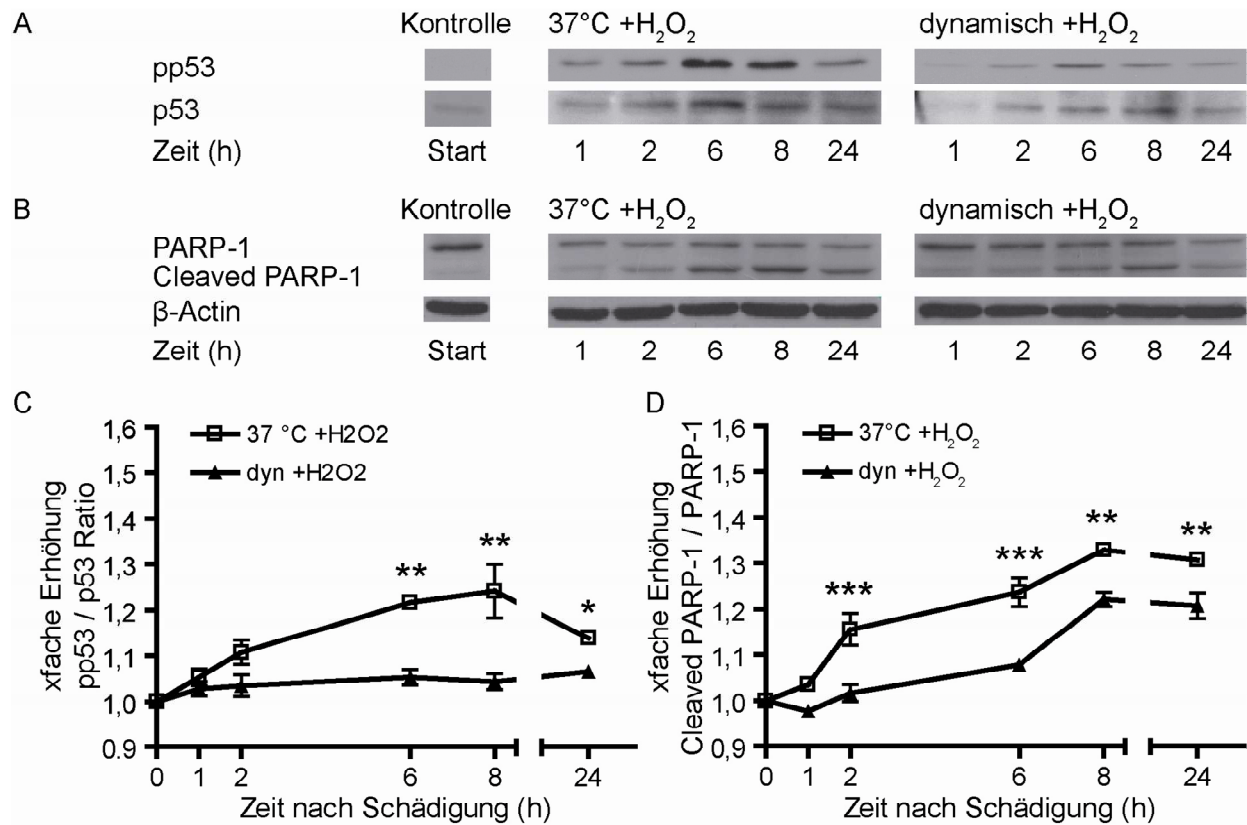 A
Kontrolle 37°C +H₂O₂ dynamisch +H₂O₂
pp53
p53
Zeit (h) Start 1 2 6 8 24 1 2 6 8 24
B
Kontrolle 37°C +H₂O₂ dynamisch +H₂O₂
PARP-1
Cleaved PARP-1
β-Actin
Zeit (h) Start 1 2 6 8 24 1 2 6 8 24
C
xfache Erhöhung
pp53 / p53 Ratio
1,6
1,5
1,4
1,3
1,2
1,1
1,0
0.9
37 °C +H2O2
dyn +H2O2
** ** *
0 1 2 6 8 24
Zeit nach Schädigung (h)
D
xfache Erhöhung
Cleaved PARP-1 / PARP-1
1,6
1,5
1,4
1,3
1,2
1,1
1,0
0,9
37°C +H₂O₂
dyn +H₂O₂
*** *** ** **
0 1 2 6 8 24
Zeit nach Schädigung (h)